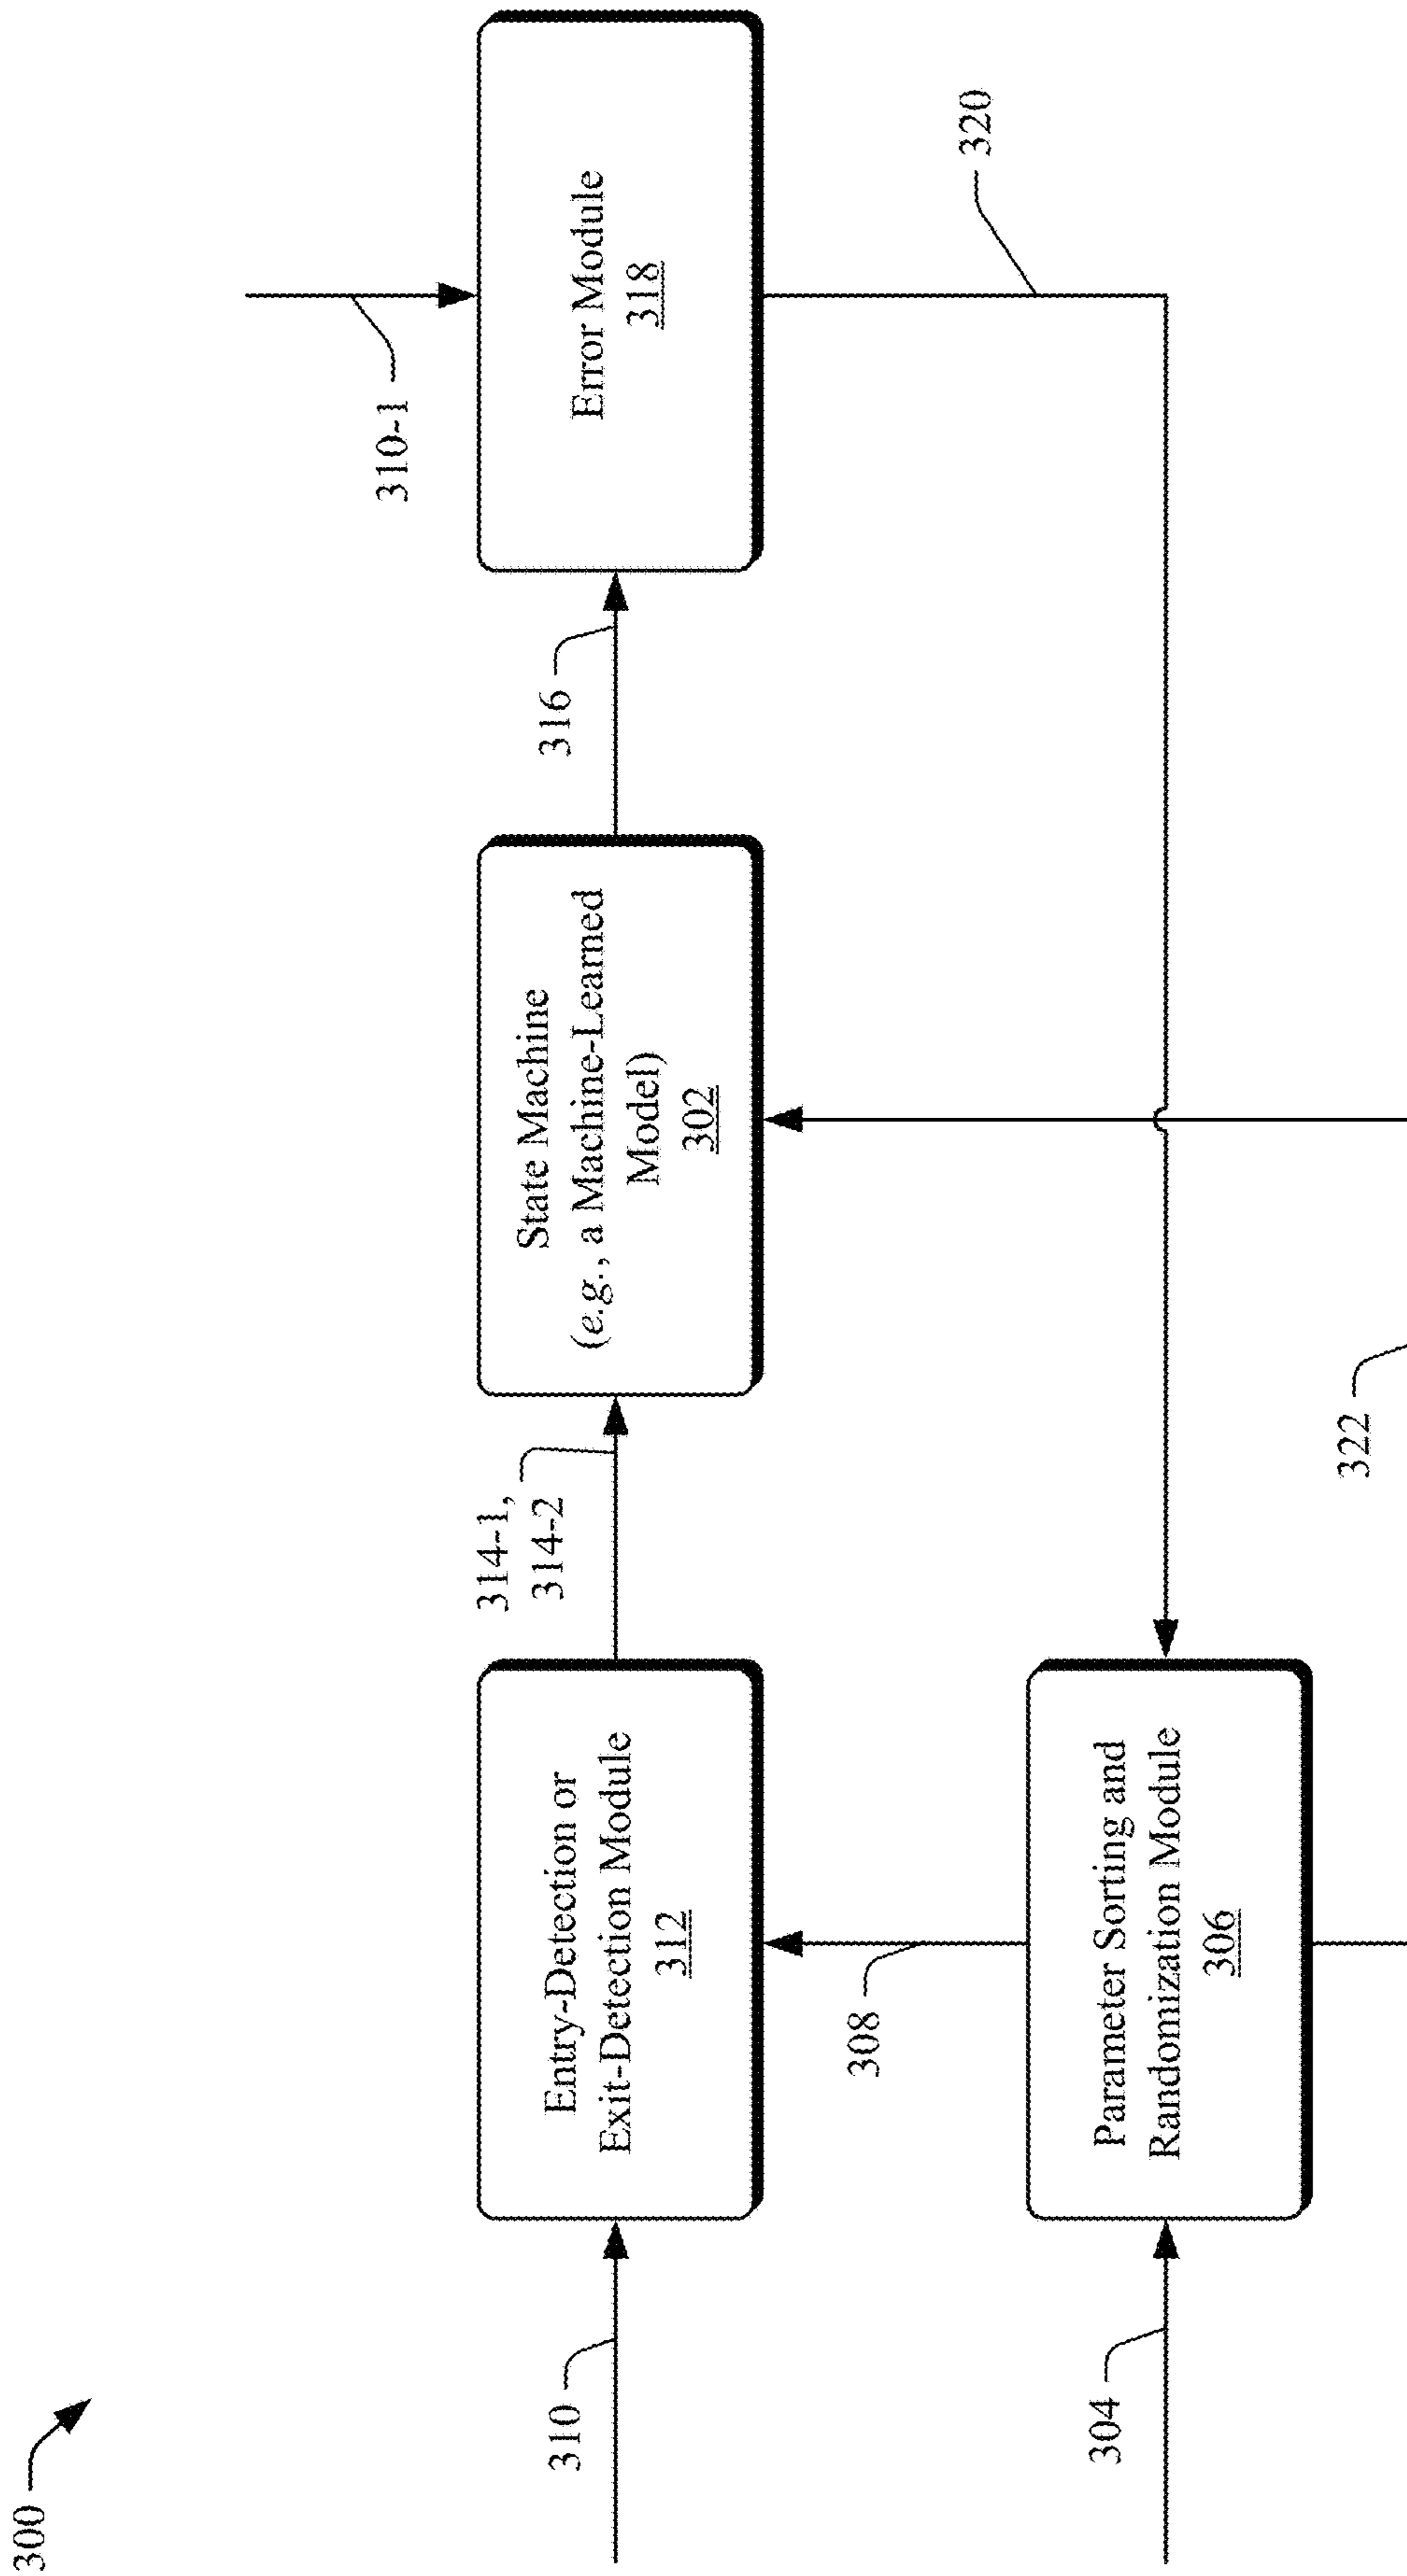 300
310
Entry-Detection or
Exit-Detection Module
312
314-1,
314-2
State Machine
(e.g., a Machine-Learned
Model)
302
316
310-1
Error Module
318
320
308
304
Parameter Sorting and
Randomization Module
306
322